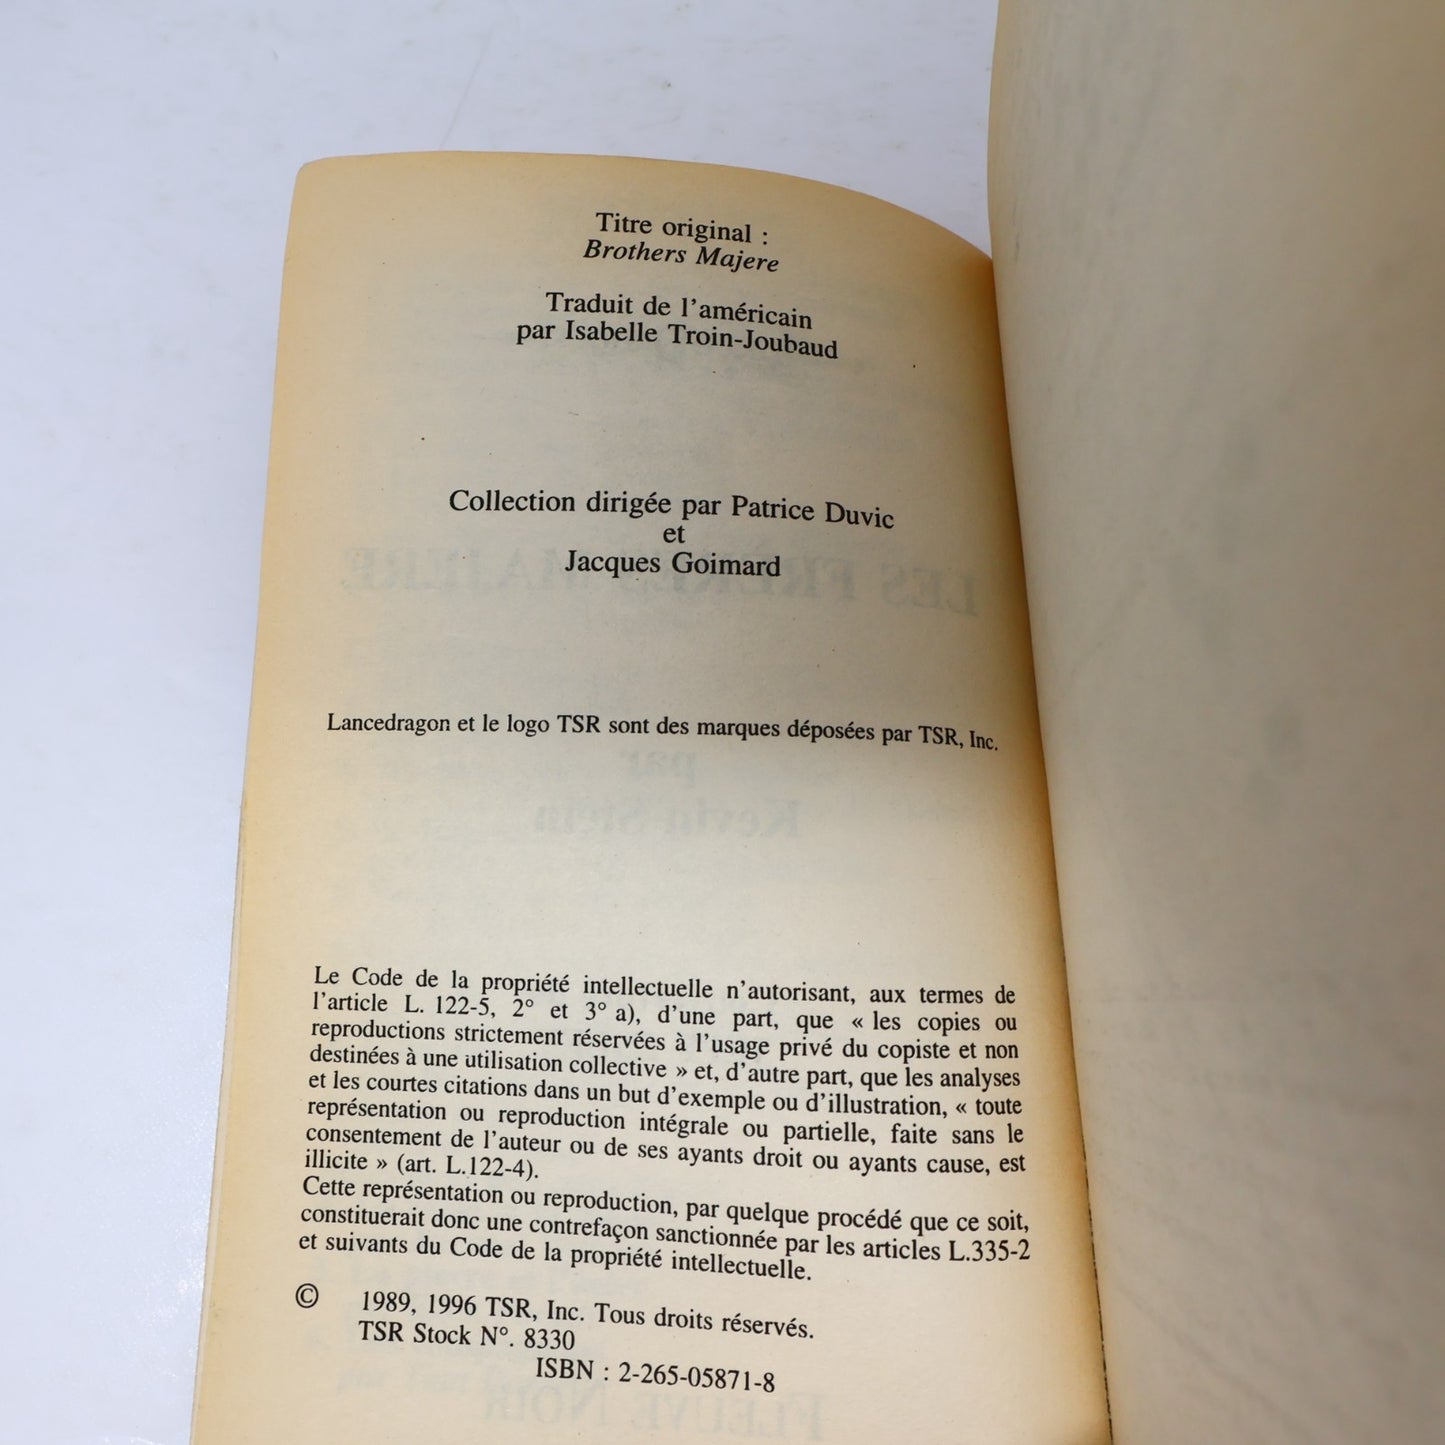 Titre original :
Brothers Majere
Traduit de l'américain
par Isabelle Troin-Joubaud
Collection dirigée par Patrice Duvic
et
Jacques Goimard
Lancedragon et le logo TSR sont des marques déposées par TSR, Inc.
Le Code de la propriété intellectuelle n'autorisant, aux termes de
l'article L. 122-5, 2° et 3° a), d'une part, que « les copies ou
reproductions strictement réservées à l'usage privé du copiste et non
destinées à une utilisation collective » et, d'autre part, que les analyses
et les courtes citations dans un but d'exemple ou d'illustration, « toute
représentation ou reproduction intégrale ou partielle, faite sans le
consentement de l'auteur ou de ses ayants droit ou ayants cause, est
illicite » (art. L.122-4).
Cette représentation ou reproduction, par quelque procédé que ce soit,
constituerait donc une contrefaçon sanctionnée par les articles L.335-2
et suivants du Code de la propriété intellectuelle.
© 1989, 1996 TSR, Inc. Tous droits réservés.
TSR Stock N°. 8330
ISBN : 2-265-05871-8